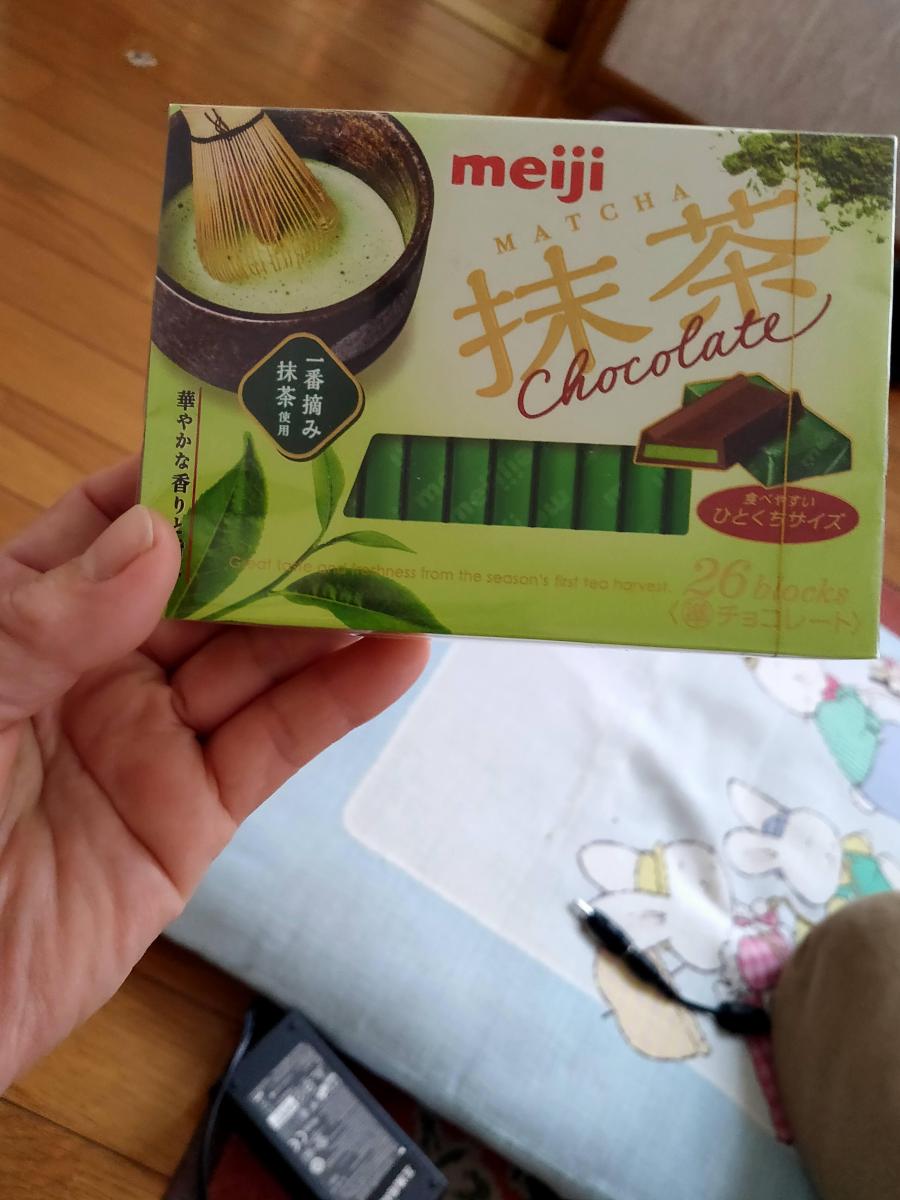 meiji
MATCHA
抹茶
Chocolate
一番摘み
抹茶使用
華やかな香りと
食べやすい
ひとくちサイズ
Great taste and freshness from the season's first tea harvest.
26 blocks
チョコレート